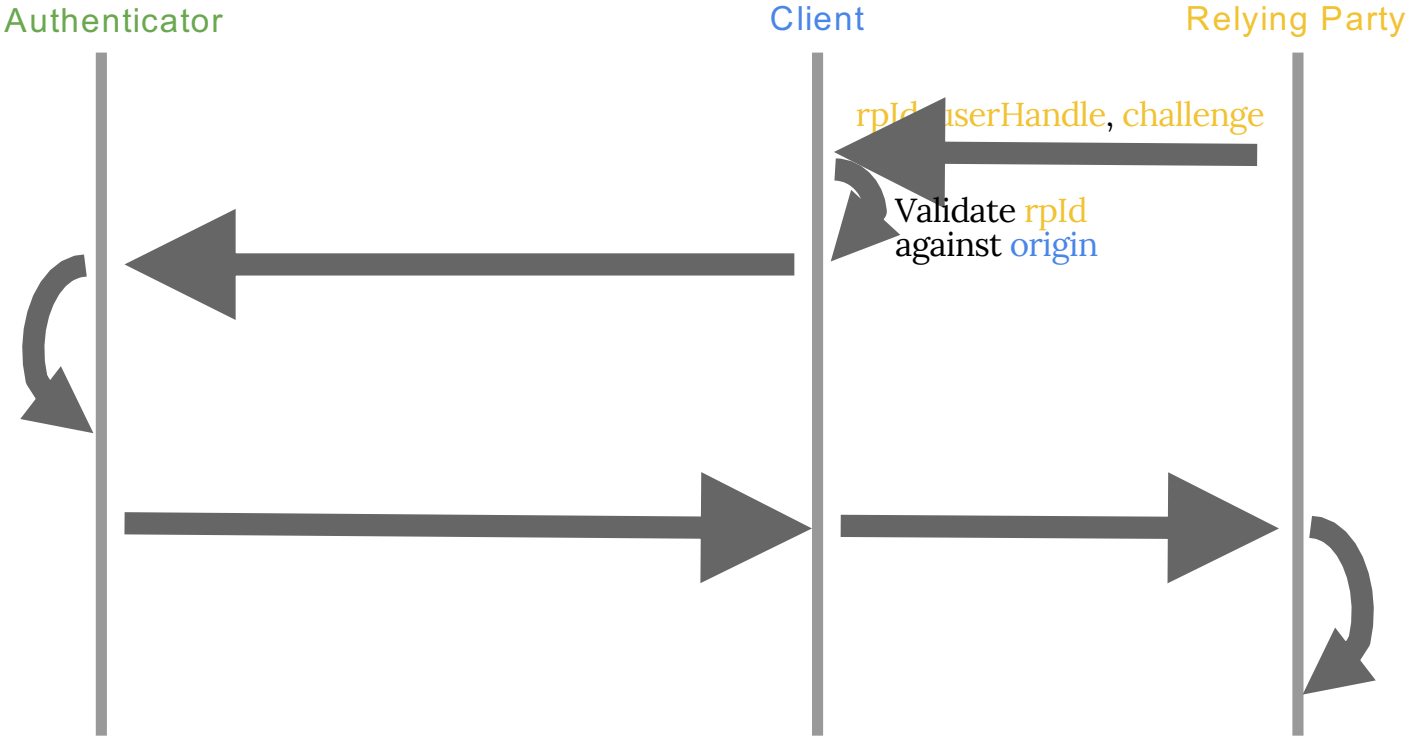 Authenticator
Client
Relying Party
rpId, userHandle, challenge
Validate rpId
against origin